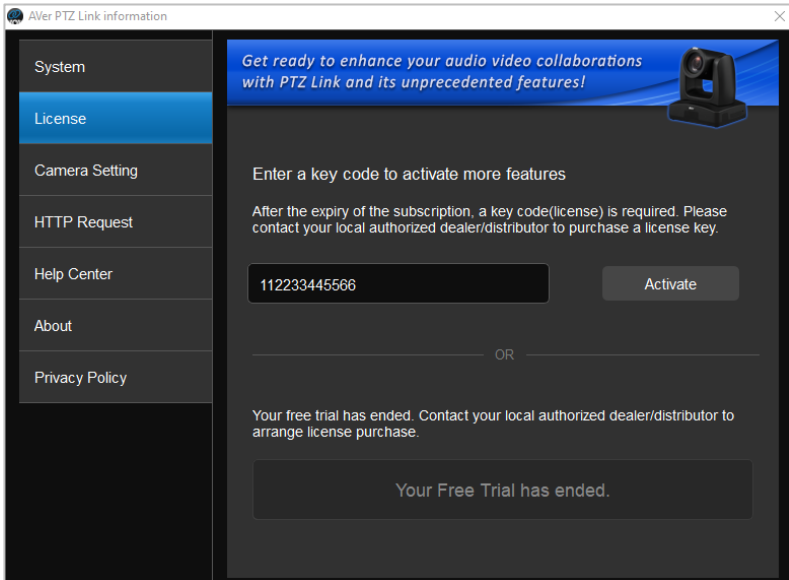 AVer PTZ Link information
System
License
Camera Setting
HTTP Request
Help Center
About
Privacy Policy
Get ready to enhance your audio video collaborations
with PTZ Link and its unprecedented features!
Enter a key code to activate more features
After the expiry of the subscription, a key code(license) is required. Please
contact your local authorized dealer/distributor to purchase a license key.
112233445566
Activate
OR
Your free trial has ended. Contact your local authorized dealer/distributor to
arrange license purchase.
Your Free Trial has ended.